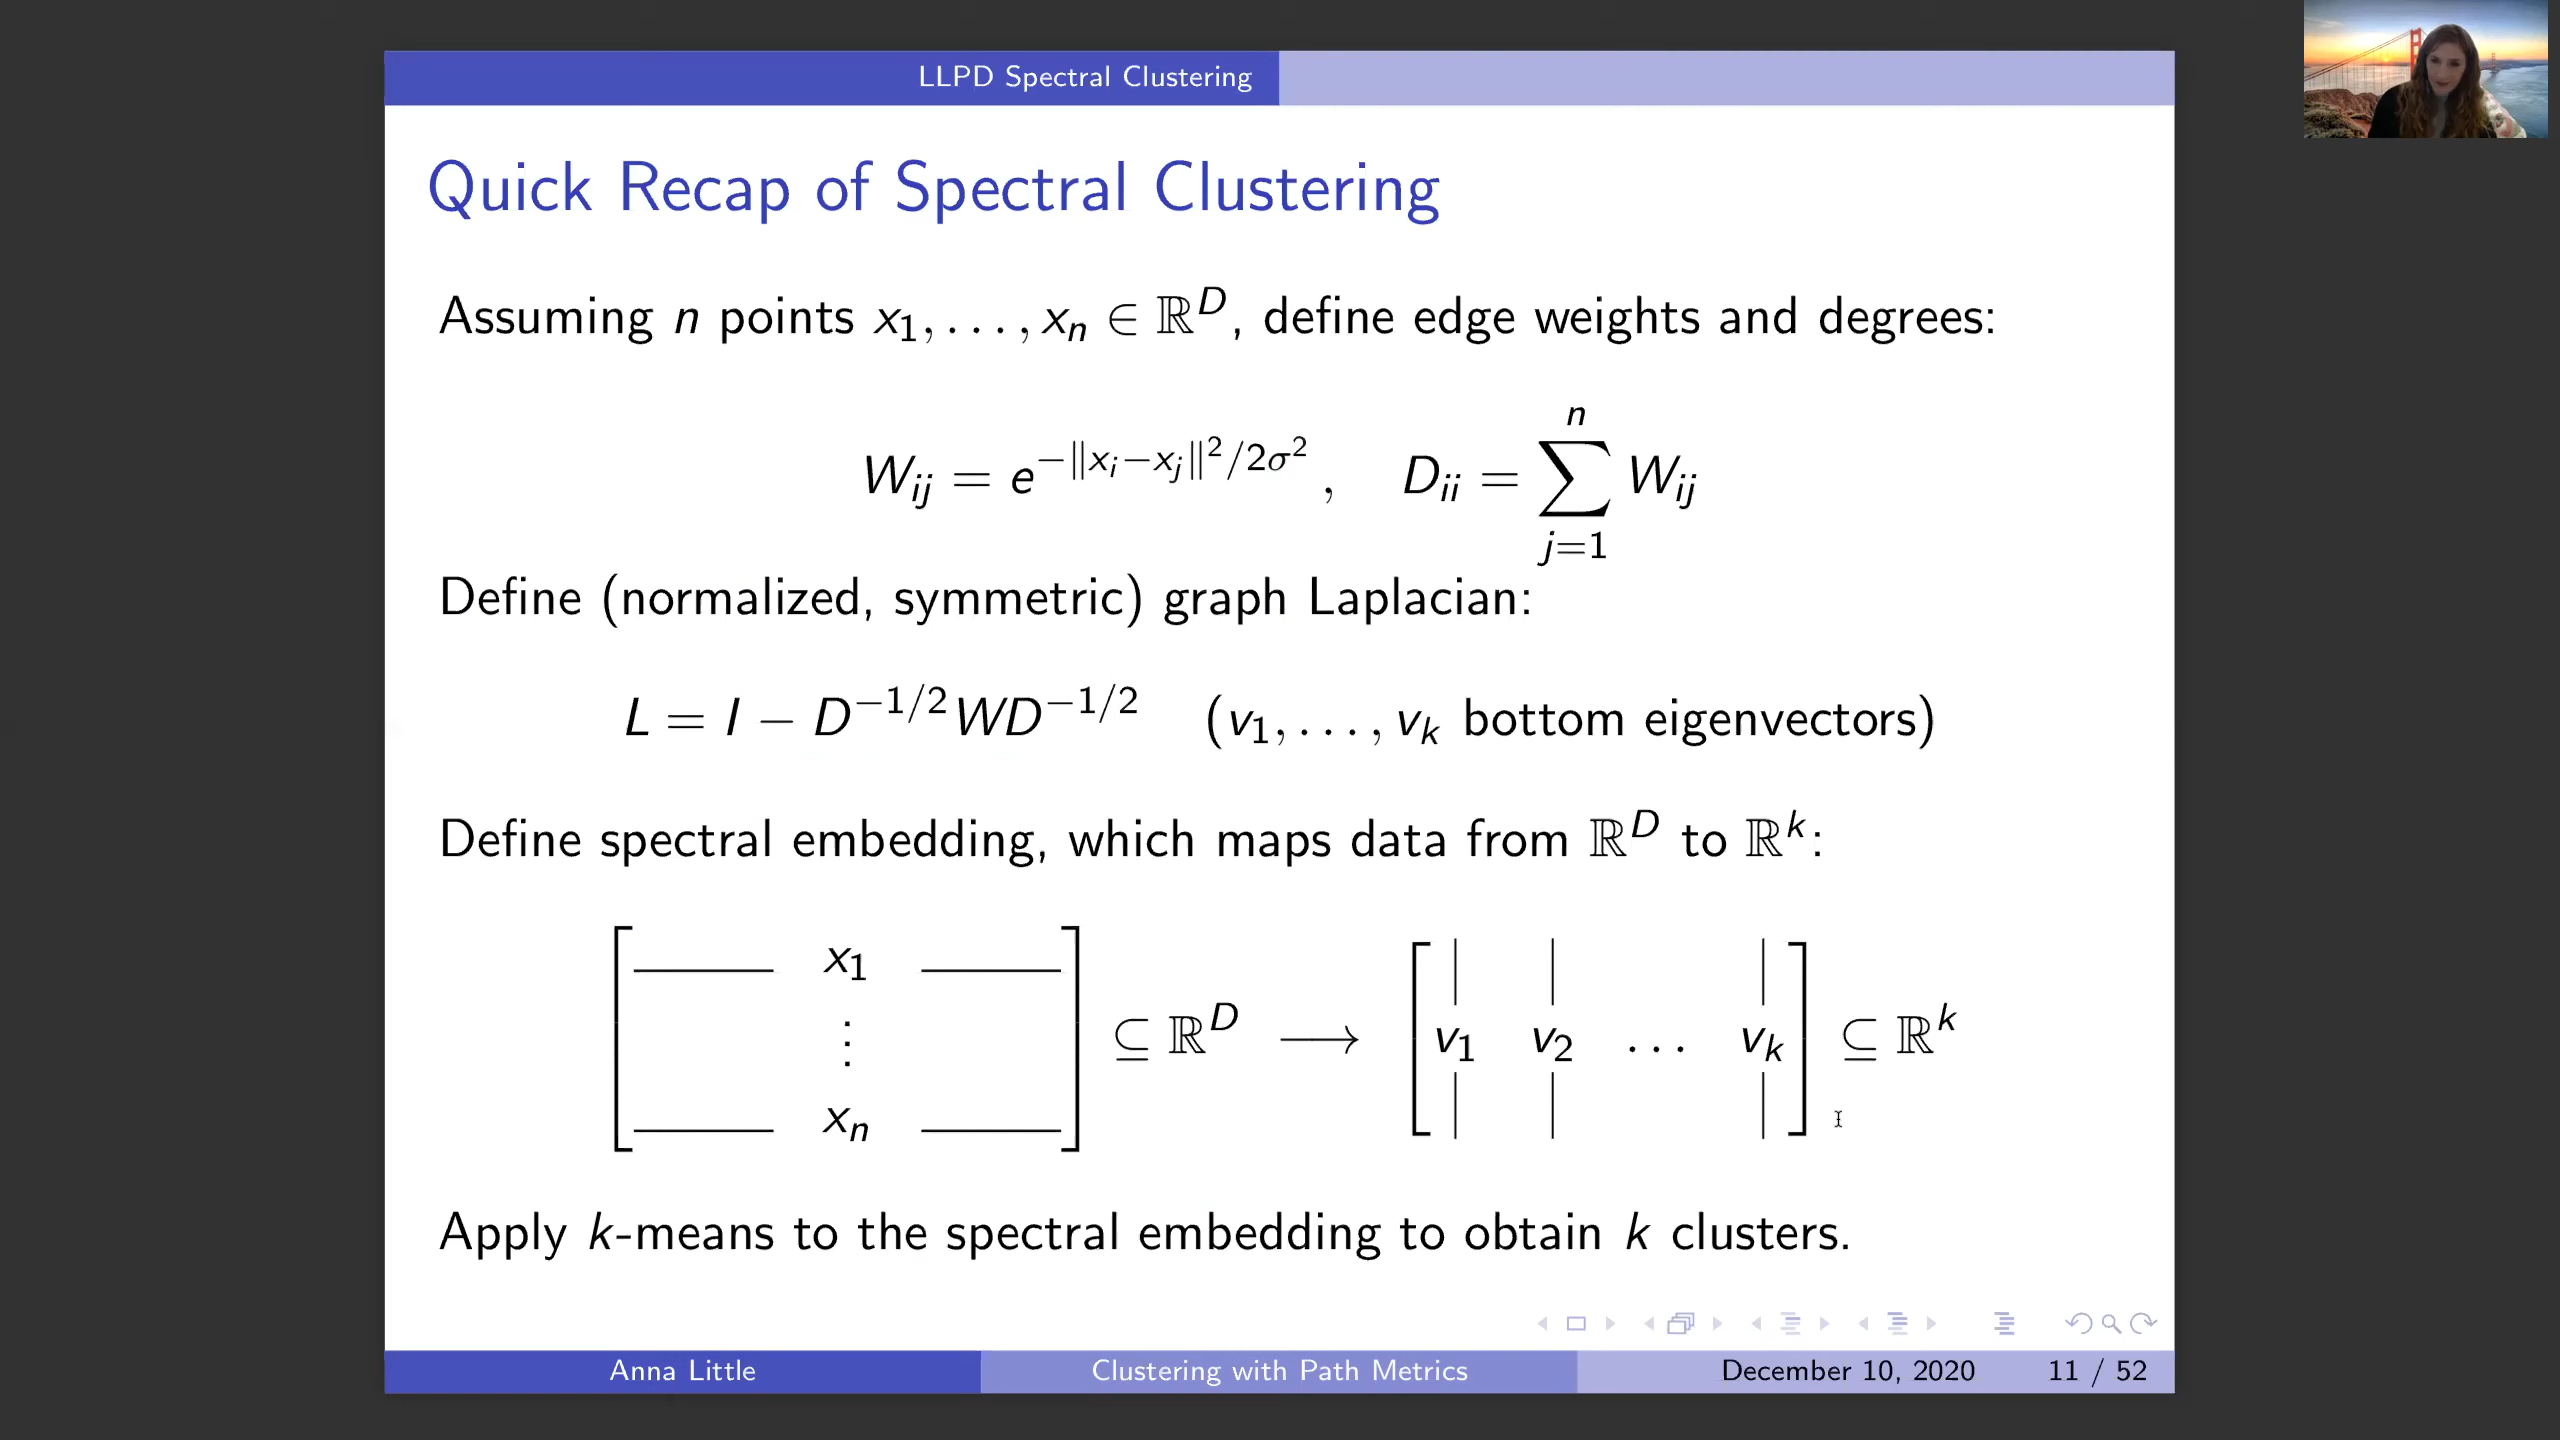 LLPD Spectral Clustering
Quick Recap of Spectral Clustering
Assuming n points x₁, . . . , xₙ ∈ ℝᴰ, define edge weights and degrees:
Wᵢⱼ = e^{−‖xᵢ−xⱼ‖²/2σ²} , Dᵢᵢ = ∑_{j=1}^{n} Wᵢⱼ
Define (normalized, symmetric) graph Laplacian:
L = I − D^{−1/2}WD^{−1/2} (v₁, . . . , vₖ bottom eigenvectors)
Define spectral embedding, which maps data from ℝᴰ to ℝᵏ:
[— x₁ — ⋮ — xₙ —] ⊆ ℝᴰ ⟶ [v₁ v₂ . . . vₖ] ⊆ ℝᵏ
Apply k-means to the spectral embedding to obtain k clusters.
Anna Little Clustering with Path Metrics December 10, 2020 11 / 52